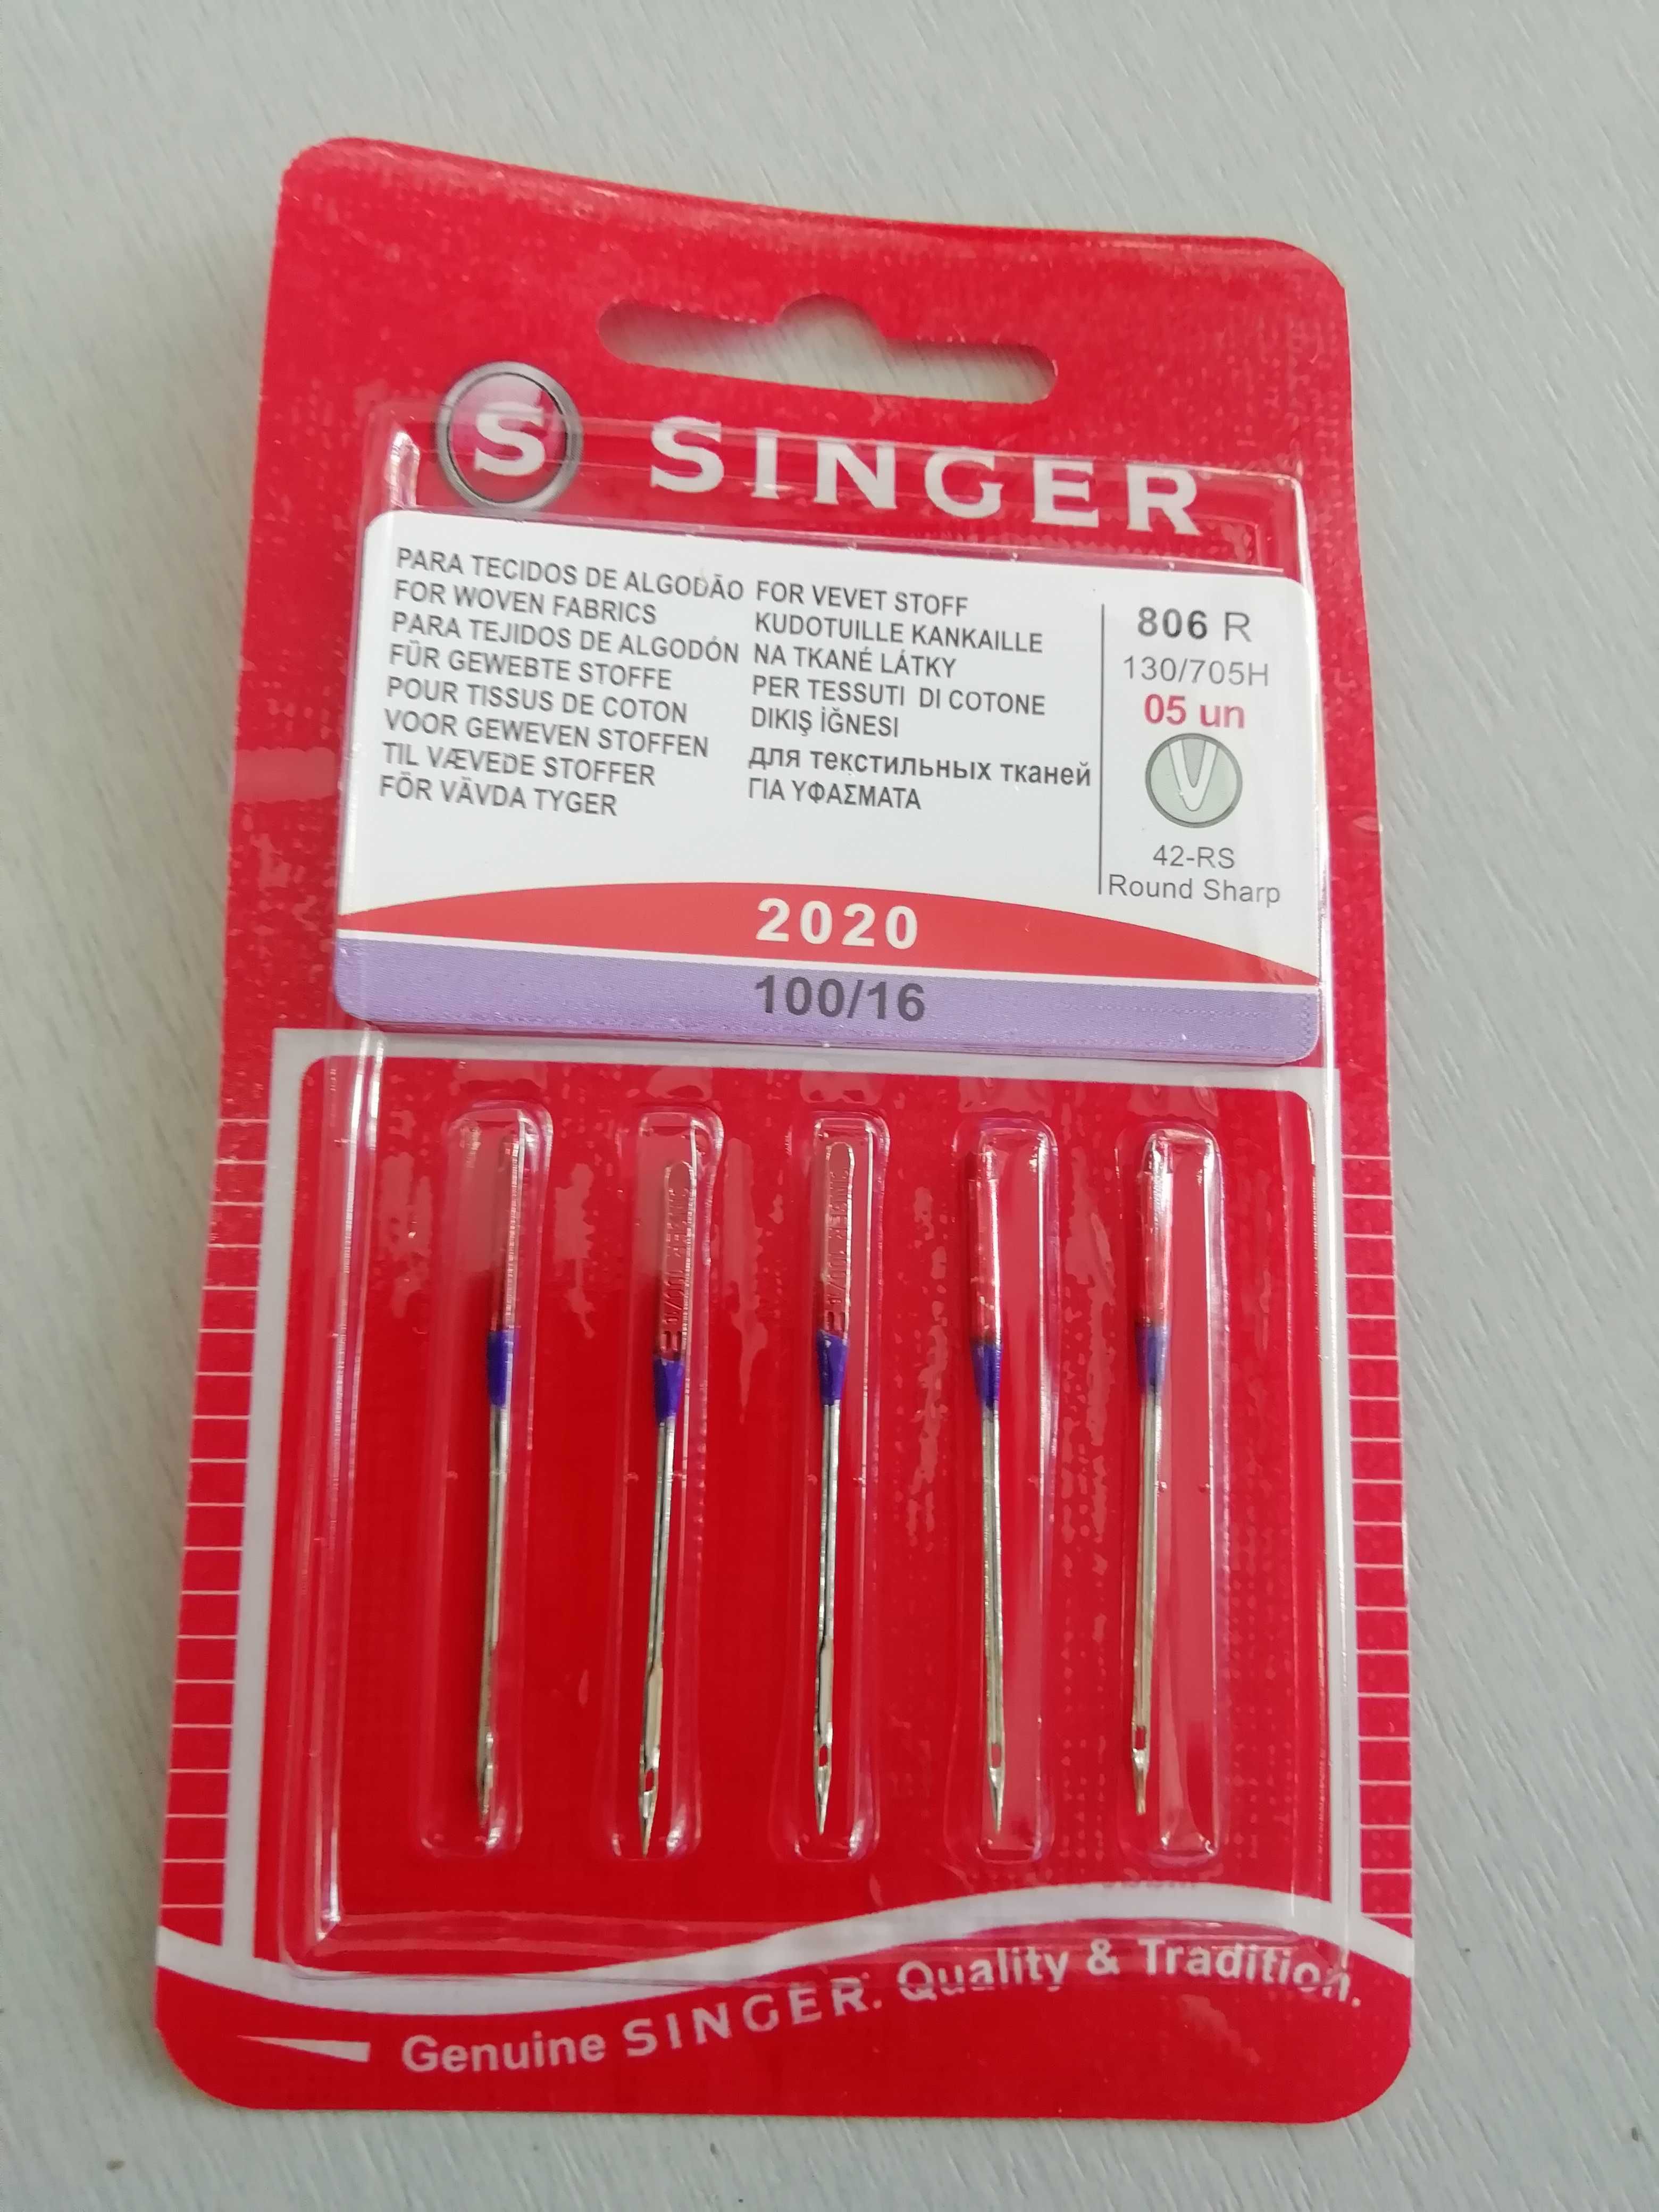 S SINGER
PARA TECIDOS DE ALGODÃO
FOR WOVEN FABRICS
PARA TEJIDOS DE ALGODÓN
FÜR GEWEBTE STOFFE
POUR TISSUS DE COTON
VOOR GEWEVEN STOFFEN
TIL VÆVEDE STOFFER
FÖR VÄVDA TYGER
FOR VEVET STOFF
KUDOTUILLE KANKAILLE
NA TKANÉ LÁTKY
PER TESSUTI DI COTONE
DIKIŞ İĞNESI
для текстильных тканей
ΓΙΑ ΥΦΑΣΜΑΤΑ
806 R
130/705H
05 un
42-RS
Round Sharp
2020
100/16
Genuine SINGER. Quality & Tradition.